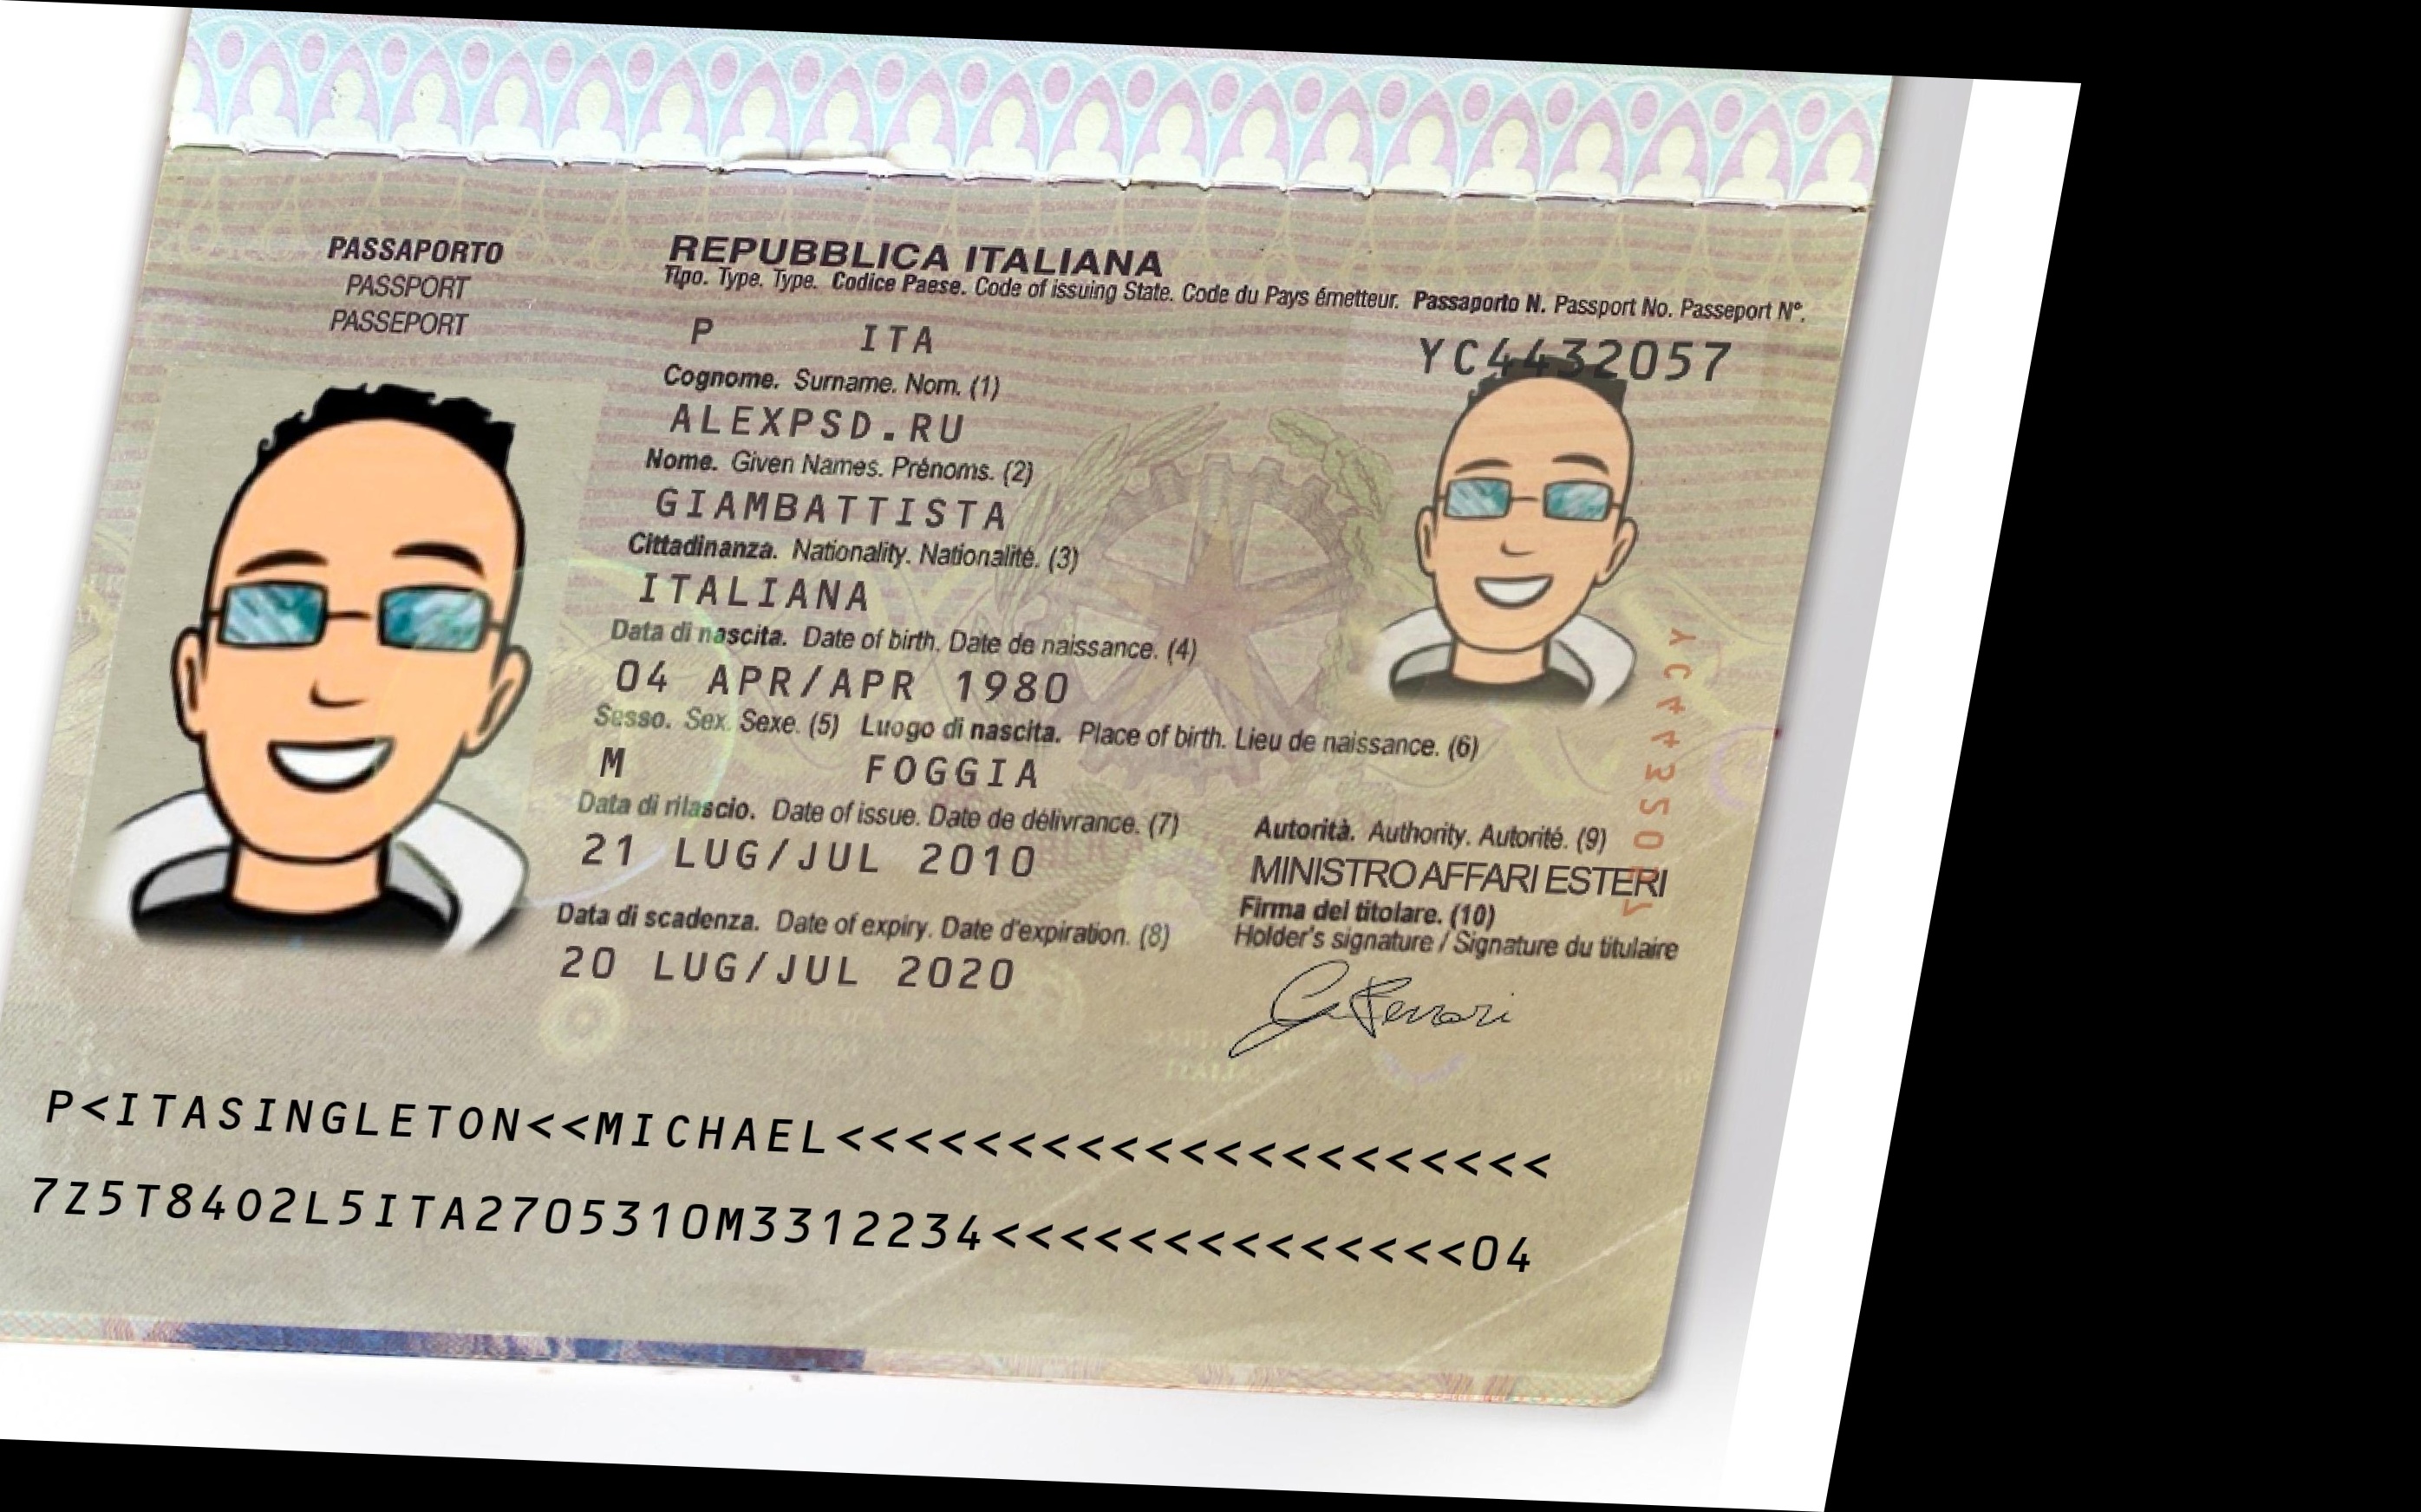 PASSAPORTO
PASSPORT
PASSEPORT
REPUBBLICA ITALIANA
Tipo. Type. Type. Codice Paese. Code of issuing State. Code du Pays émetteur. Passaporto N. Passport No. Passeport N°.
P ITA YC4432057
Cognome. Surname. Nom. (1)
ALEXPSD.RU
Nome. Given Names. Prénoms. (2)
GIAMBATTISTA
Cittadinanza. Nationality. Nationalité. (3)
ITALIANA
Data di nascita. Date of birth. Date de naissance. (4)
04 APR/APR 1980
Sesso. Sex. Sexe. (5) Luogo di nascita. Place of birth. Lieu de naissance. (6)
M FOGGIA
Data di rilascio. Date of issue. Date de délivrance. (7)
21 LUG/JUL 2010
Autorità. Authority. Autorité. (9)
MINISTRO AFFARI ESTERI
Data di scadenza. Date of expiry. Date d'expiration. (8)
20 LUG/JUL 2020
Firma del titolare. (10)
Holder's signature / Signature du titulaire
G Ferrari
YC4432057
P<ITASINGLETON<<MICHAEL<<<<<<<<<<<<<<<<<<<<<
7Z5T8402L5ITA2705310M3312234<<<<<<<<<<<<<<04